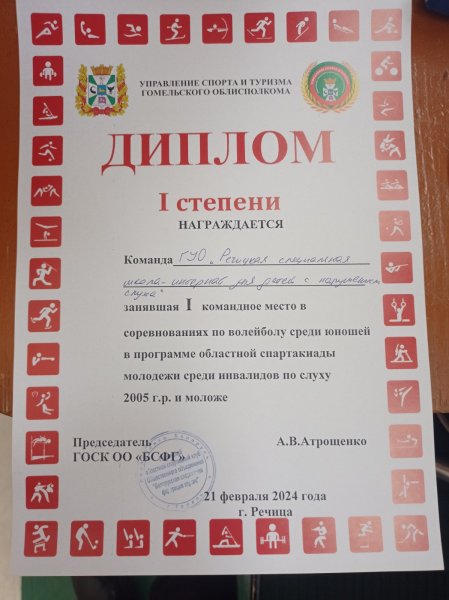 УПРАВЛЕНИЕ СПОРТА И ТУРИЗМА
ГОМЕЛЬСКОГО ОБЛИСПОЛКОМА
ДИПЛОМ
I степени
НАГРАЖДАЕТСЯ
Команда ГУО "Речицкая специальная
школа-интернат для детей с нарушением
слуха"
занявшая I командное место в
соревнованиях по волейболу среди юношей
в программе областной спартакиады
молодежи среди инвалидов по слуху
2005 г.р. и моложе
Председатель А.В.Атрощенко
ГОСК ОО «БСФГ»
21 февраля 2024 года
г. Речица